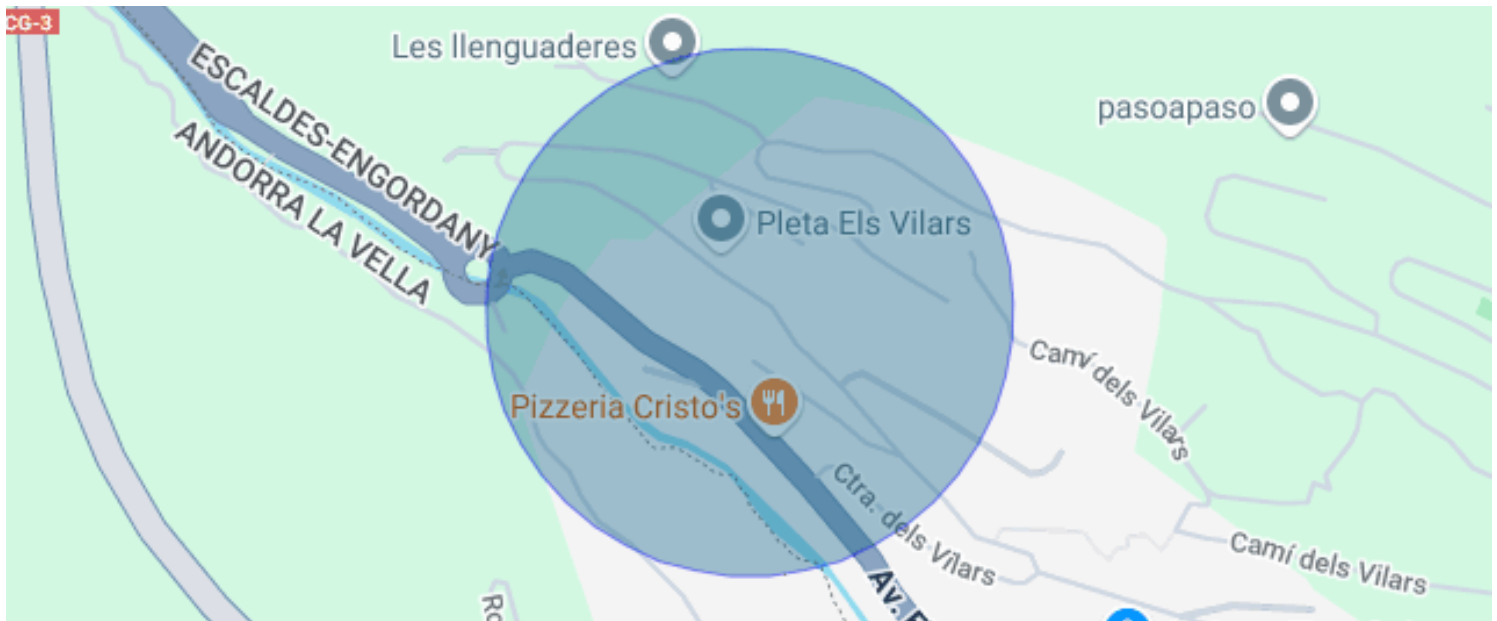 CG-3
Les llenguaderes
pasoapaso
ESCALDES-ENGORDANY
ANDORRA LA VELLA
Pleta Els Vilars
Camí dels Vilars
Pizzeria Cristo's
Ctra. dels Vilars
Camí dels Vilars
Av.